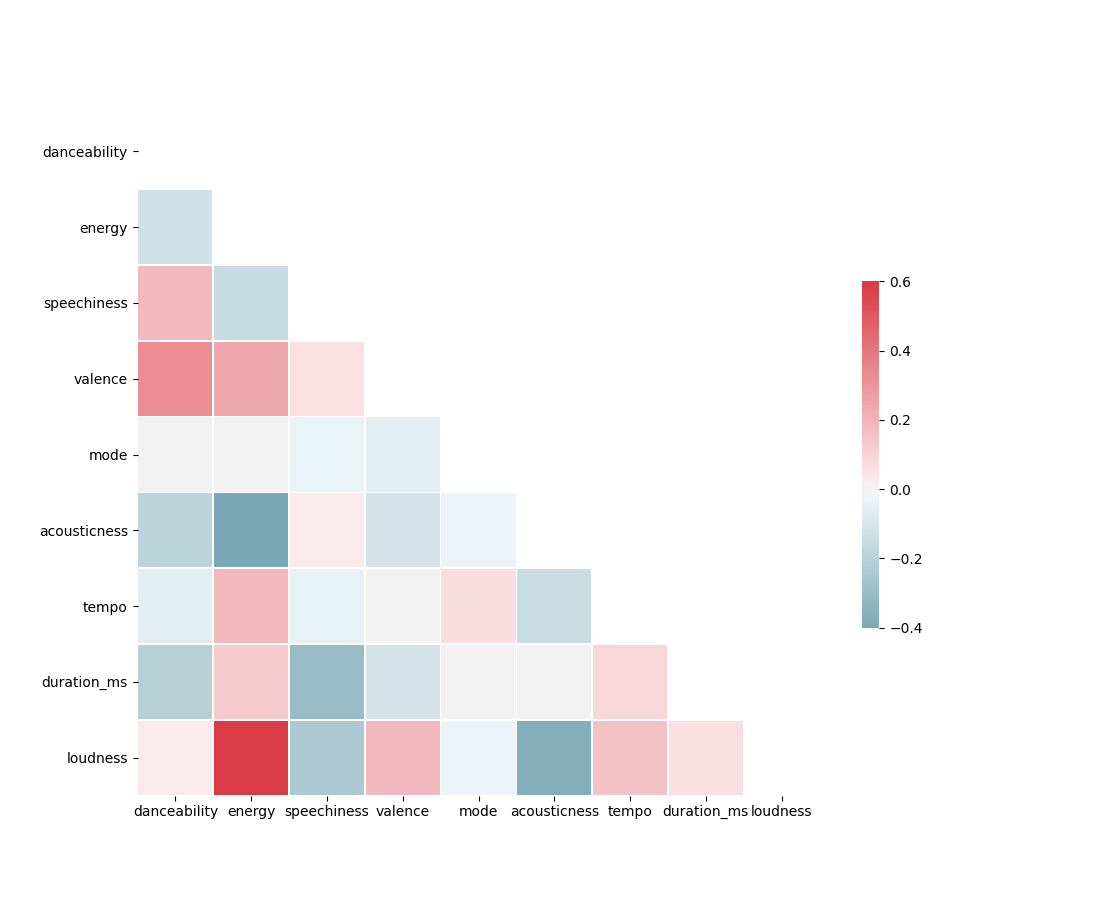 danceability
energy
speechiness
valence
mode
acousticness
tempo
duration_ms
loudness
danceability energy speechiness valence mode acousticness tempo duration_ms loudness
0.6
0.4
0.2
0.0
−0.2
−0.4